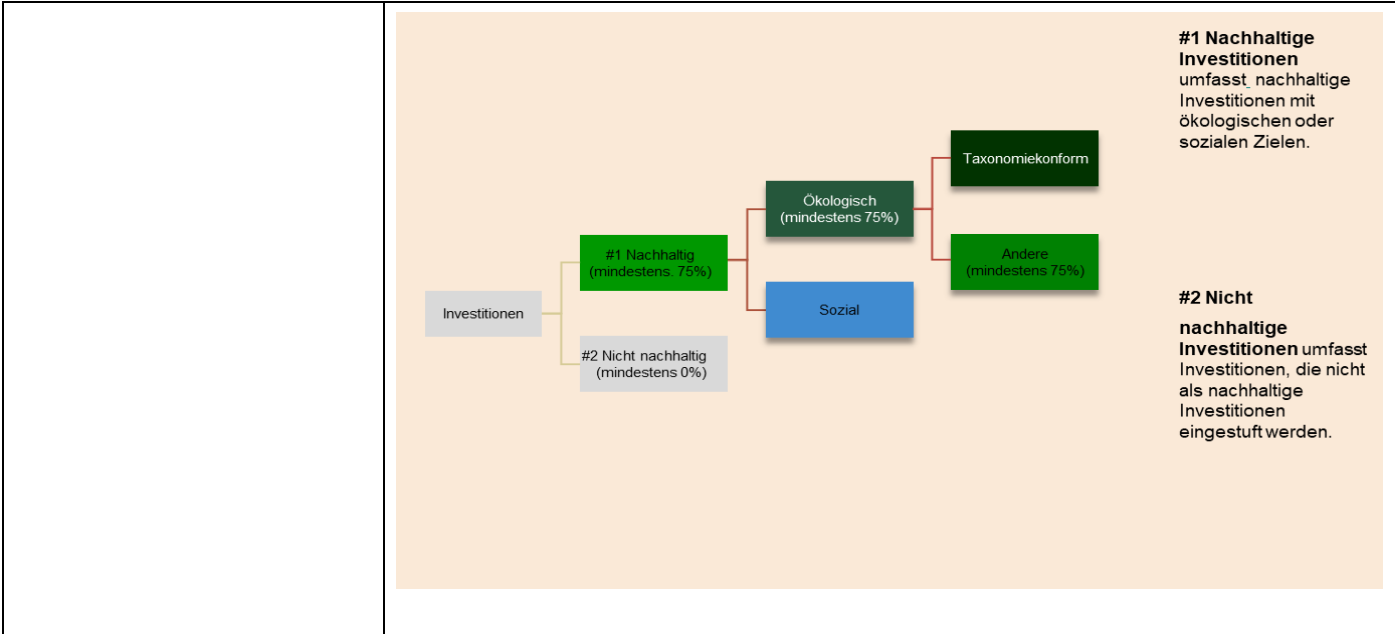 Investitionen
#1 Nachhaltig
(mindestens. 75%)
#2 Nicht nachhaltig
(mindestens 0%)
Ökologisch
(mindestens 75%)
Sozial
Taxonomiekonform
Andere
(mindestens 75%)
#1 Nachhaltige
Investitionen
umfasst nachhaltige
Investitionen mit
ökologischen oder
sozialen Zielen.
#2 Nicht
nachhaltige
Investitionen umfasst
Investitionen, die nicht
als nachhaltige
Investitionen
eingestuft werden.